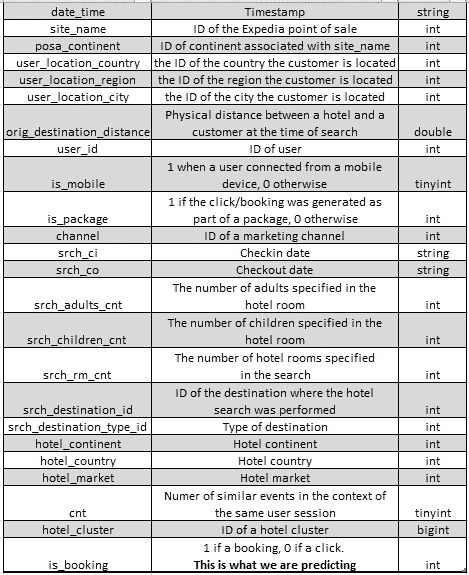 date_time Timestamp string
site_name ID of the Expedia point of sale int
posa_continent ID of continent associated with site_name int
user_location_country the ID of the country the customer is located int
user_location_region the ID of the region the customer is located int
user_location_city the ID of the city the customer is located int
Physical distance between a hotel and a
orig_destination_distance customer at the time of search double
user_id ID of user int
1 when a user connected from a mobile
is_mobile device, 0 otherwise tinyint
1 if the click/booking was generated as
is_package part of a package, 0 otherwise int
channel ID of a marketing channel int
srch_ci Checkin date string
srch_co Checkout date string
The number of adults specified in the
srch_adults_cnt hotel room int
The number of children specified in the
srch_children_cnt hotel room int
The number of hotel rooms specified
srch_rm_cnt in the search int
ID of the destination where the hotel
srch_destination_id search was performed int
srch_destination_type_id Type of destination int
hotel_continent Hotel continent int
hotel_country Hotel country int
hotel_market Hotel market int
Numer of similar events in the context of
cnt the same user session tinyint
hotel_cluster ID of a hotel cluster bigint
1 if a booking, 0 if a click.
is_booking This is what we are predicting int